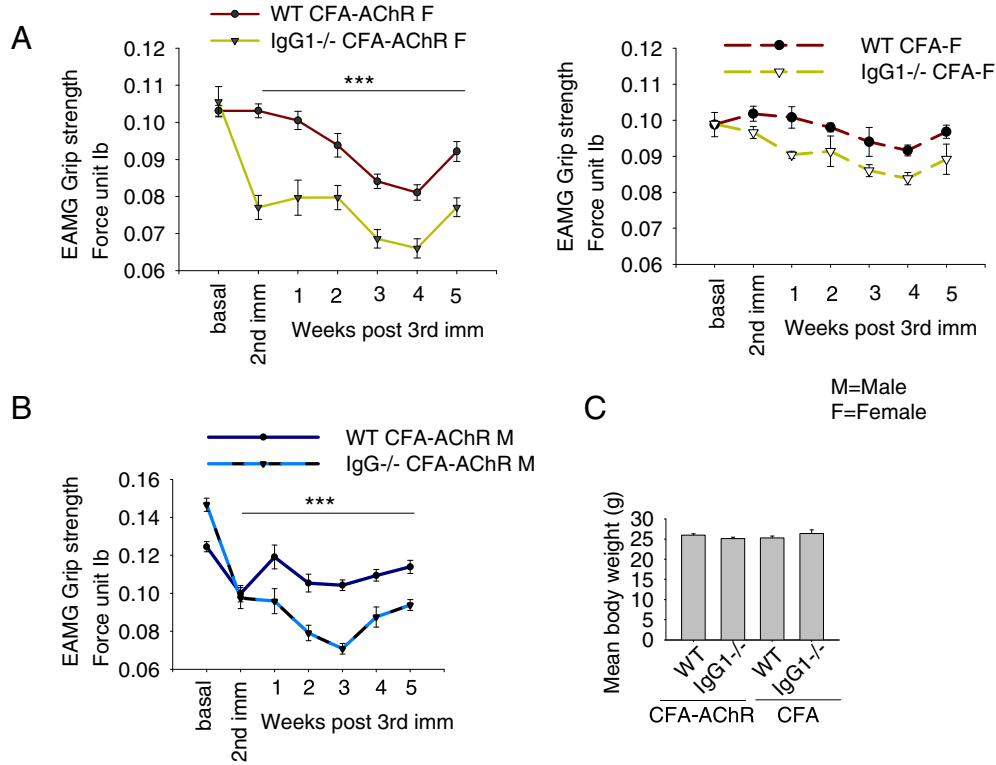 A
WT CFA-AChR F
IgG1-/- CFA-AChR F
***
EAMG Grip strength
Force unit lb
0.12
0.10
0.08
0.07
0.06
basal
2nd imm
1 2 3 4 5
Weeks post 3rd imm
WT CFA-F
IgG1-/- CFA-F
EAMG Grip strength
Force unit lb
0.12
0.10
0.09
0.08
0.07
0.06
basal
2nd imm
1 2 3 4 5
Weeks post 3rd imm
M=Male
F=Female
B
WT CFA-AChR M
IgG-/- CFA-AChR M
***
EAMG Grip strength
Force unit lb
0.16
0.14
0.12
0.10
0.08
0.06
basal
2nd imm
1 2 3 4 5
Weeks post 3rd imm
C
Mean body weight (g)
30
25
20
15
10
5
0
WT
IgG1-/-
WT
IgG1-/-
CFA-AChR
CFA